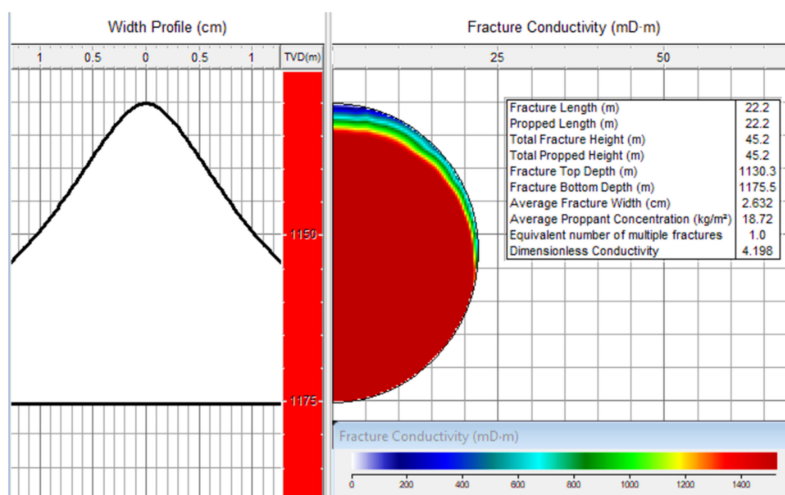 Width Profile (cm)
Fracture Conductivity (mD·m)
1 0.5 0 0.5 1 TVD(m)
25 50
Fracture Length (m) 22.2
Propped Length (m) 22.2
Total Fracture Height (m) 45.2
Total Propped Height (m) 45.2
Fracture Top Depth (m) 1130.3
Fracture Bottom Depth (m) 1175.5
Average Fracture Width (cm) 2.632
Average Proppant Concentration (kg/m²) 18.72
Equivalent number of multiple fractures 1.0
Dimensionless Conductivity 4.198
1150
1175
Fracture Conductivity (mD·m)
0 200 400 600 800 1000 1200 1400